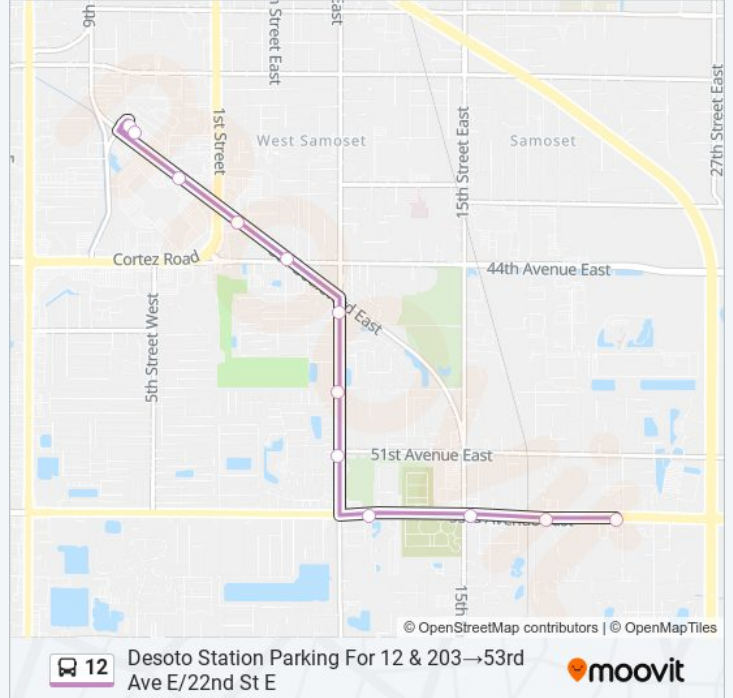 9th
1st Street
h Street East
East
27th Street East
West Samoset
15th Street East
Samoset
Cortez Road
44th Avenue East
d East
5th Street West
51st Avenue East
Avenue East
15th
© OpenStreetMap contributors | © OpenMapTiles
12
Desoto Station Parking For 12 & 203→53rd
Ave E/22nd St E
moovit